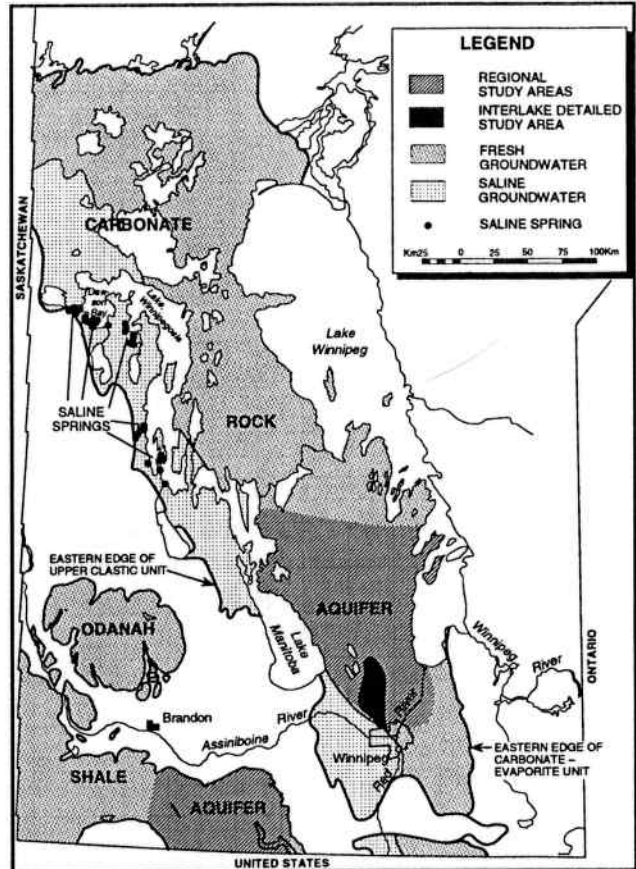 LEGEND
REGIONAL
STUDY AREAS
INTERLAKE DETAILED
STUDY AREA
FRESH
GROUNDWATER
SALINE
GROUNDWATER
SALINE SPRING
Km25 0 25 50 75 100Km
SASKATCHEWAN
CARBONATE
Daw-
son
Bay
Lake
Winnipegosis
Lake
Winnipeg
SALINE
SPRINGS
ROCK
EASTERN EDGE OF
UPPER CLASTIC UNIT
ODANAH
AQUIFER
Lake
Manitoba
Winnipeg
River
ONTARIO
Brandon
Assiniboine
River
Red
River
Winnipeg
EASTERN EDGE OF
CARBONATE –
EVAPORITE UNIT
SHALE
AQUIFER
UNITED STATES